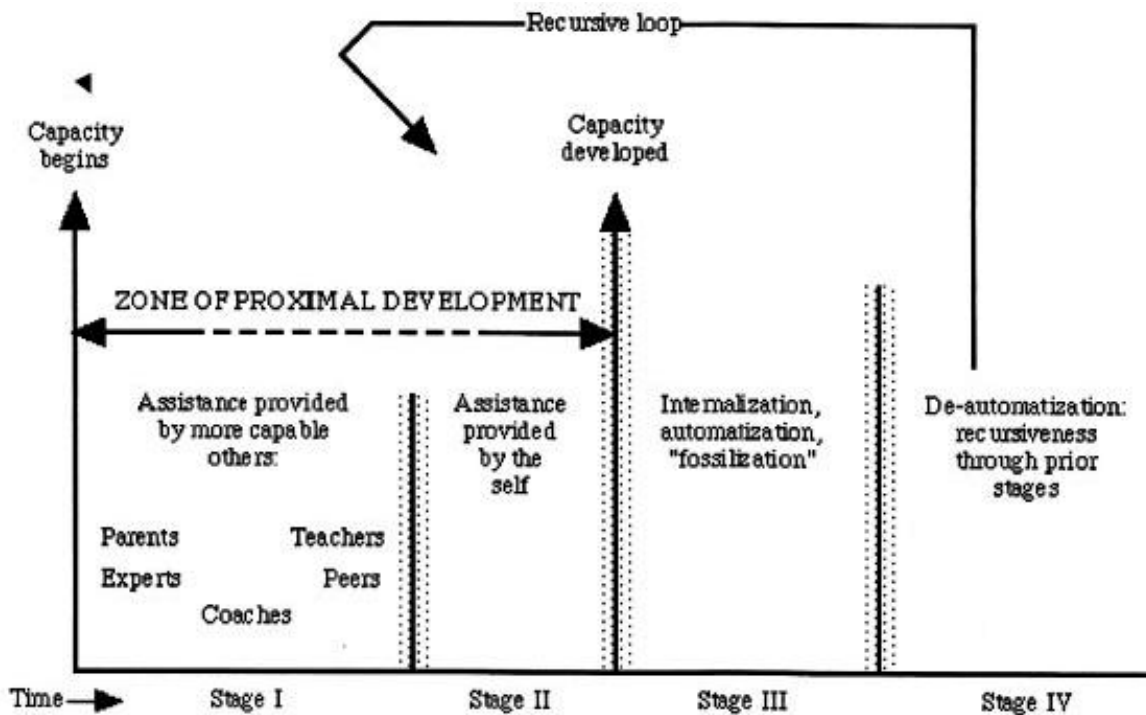 Recursive loop
Capacity
begins
Capacity
developed
ZONE OF PROXIMAL DEVELOPMENT
Assistance provided
by more capable
others:
Parents
Teachers
Experts
Peers
Coaches
Assistance
provided
by the
self
Internalization,
automatization,
"fossilization"
De-automatization:
recursiveness
through prior
stages
Time
Stage I
Stage II
Stage III
Stage IV